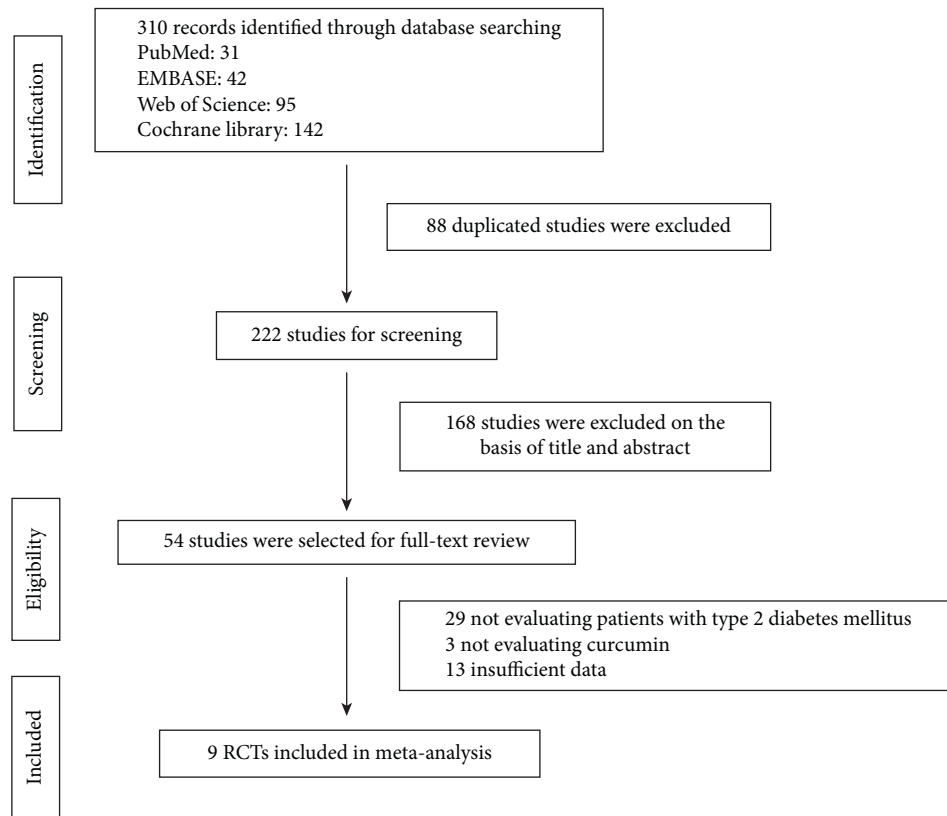 Identification
310 records identified through database searching
PubMed: 31
EMBASE: 42
Web of Science: 95
Cochrane library: 142
88 duplicated studies were excluded
Screening
222 studies for screening
168 studies were excluded on the
basis of title and abstract
Eligibility
54 studies were selected for full-text review
29 not evaluating patients with type 2 diabetes mellitus
3 not evaluating curcumin
13 insufficient data
Included
9 RCTs included in meta-analysis